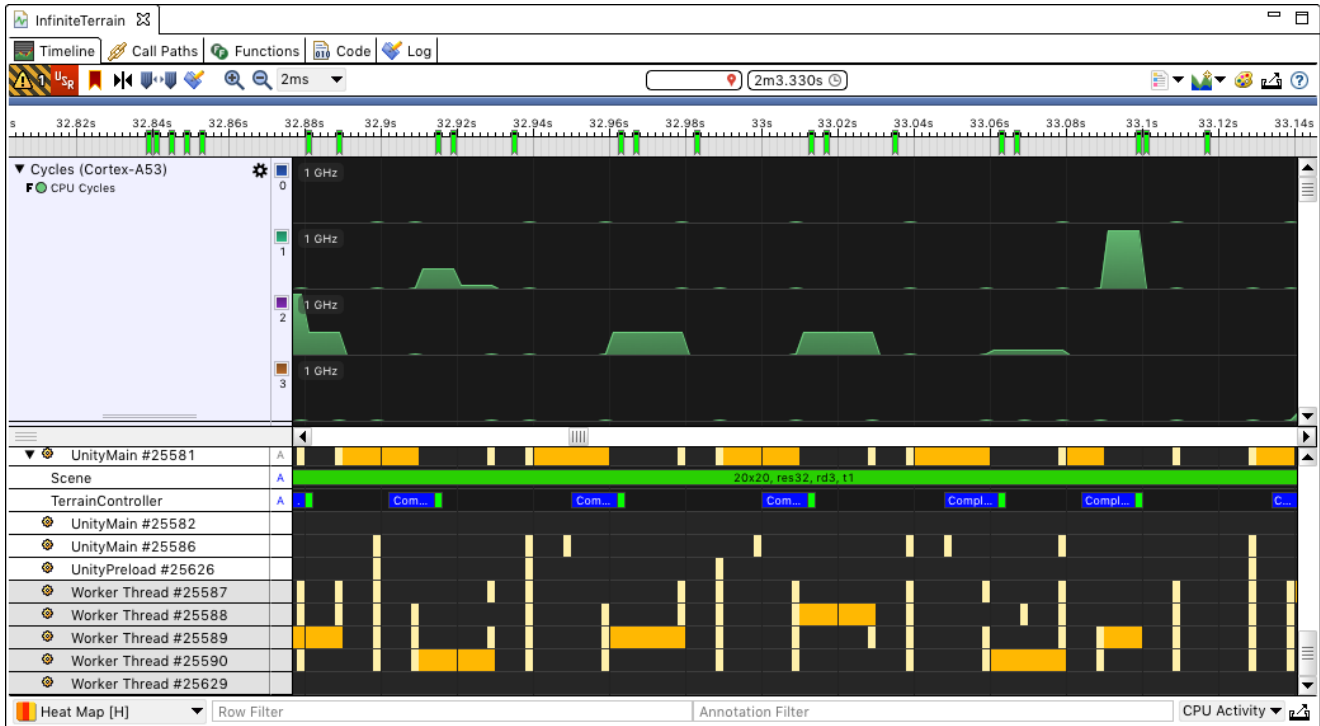 InfiniteTerrain
Timeline Call Paths Functions Code Log
1 USR 2ms 2m3.330s
s 32.82s 32.84s 32.86s 32.88s 32.9s 32.92s 32.94s 32.96s 32.98s 33s 33.02s 33.04s 33.06s 33.08s 33.1s 33.12s 33.14s
Cycles (Cortex-A53)
F CPU Cycles
0 1 GHz
1 1 GHz
2 1 GHz
3 1 GHz
UnityMain #25581 A
Scene A 20x20, res32, rd3, t1
TerrainController A . Com... Com... Com... Compl... Compl... C...
UnityMain #25582
UnityMain #25586
UnityPreload #25626
Worker Thread #25587
Worker Thread #25588
Worker Thread #25589
Worker Thread #25590
Worker Thread #25629
Heat Map [H] Row Filter Annotation Filter CPU Activity